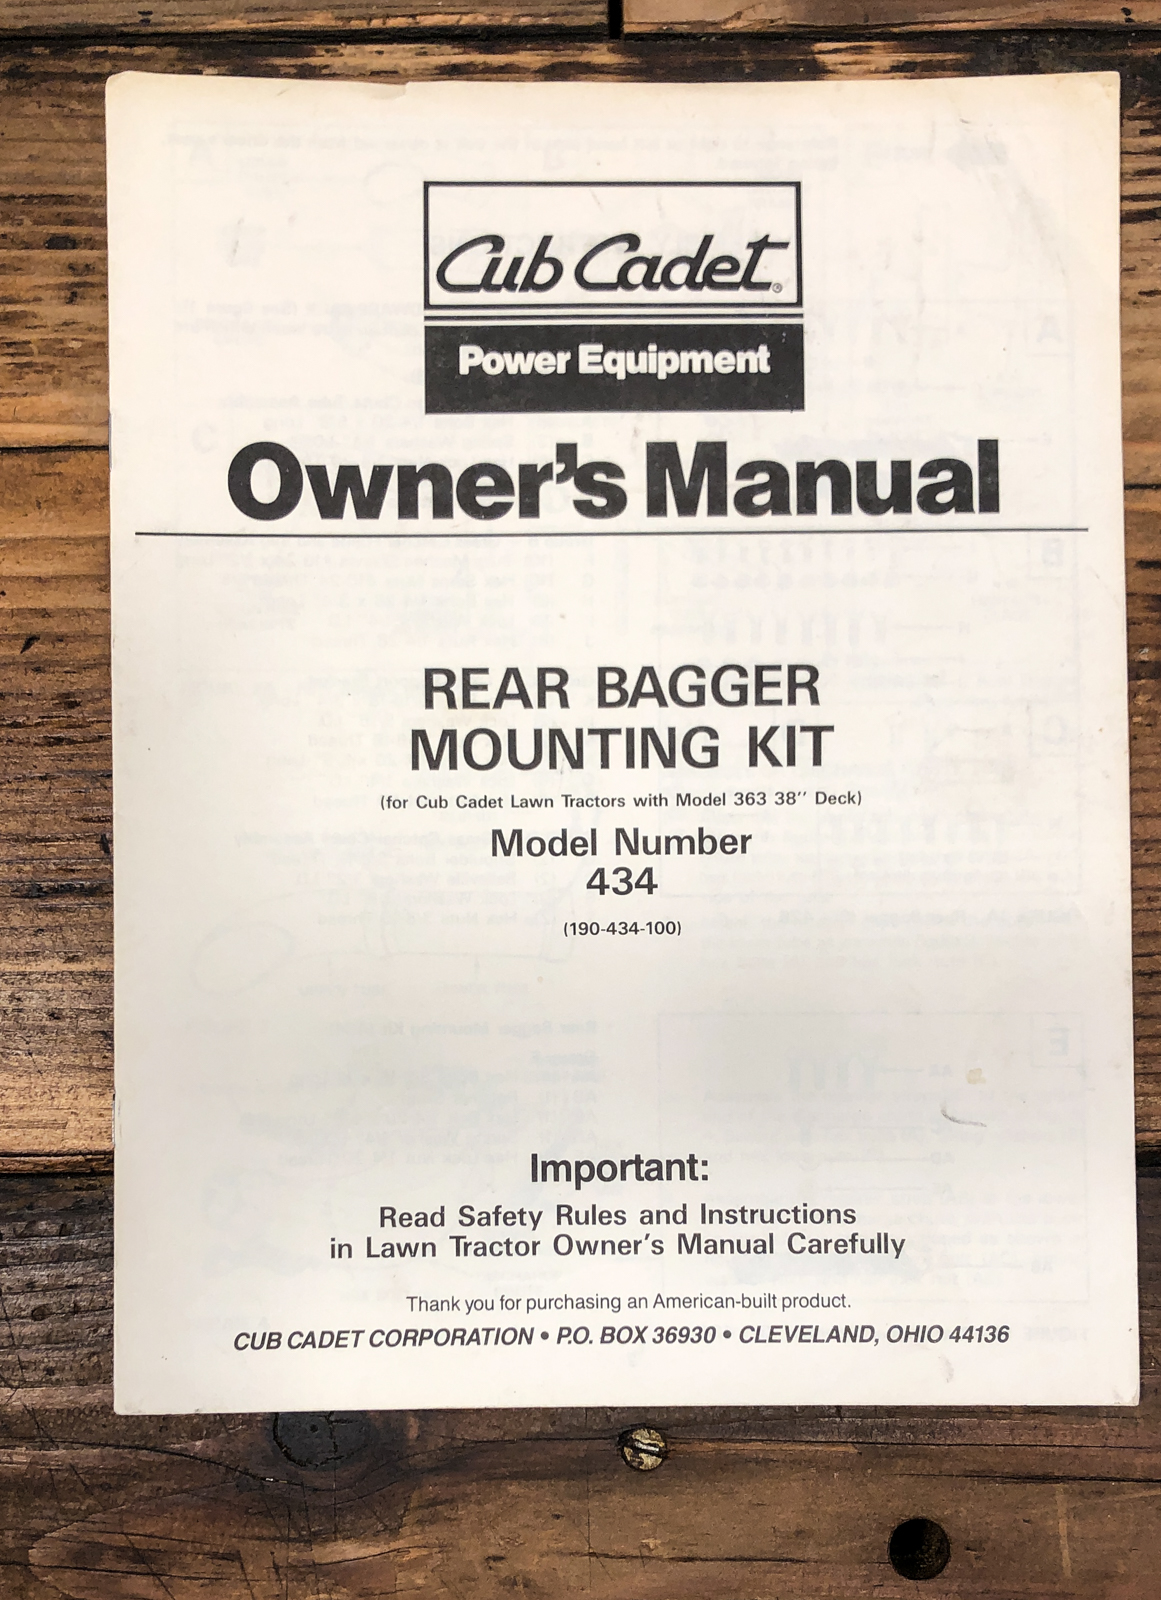 Cub Cadet®
Power Equipment
Owner's Manual
REAR BAGGER
MOUNTING KIT
(for Cub Cadet Lawn Tractors with Model 363 38'' Deck)
Model Number
434
(190-434-100)
Important:
Read Safety Rules and Instructions
in Lawn Tractor Owner's Manual Carefully
Thank you for purchasing an American-built product.
CUB CADET CORPORATION • P.O. BOX 36930 • CLEVELAND, OHIO 44136